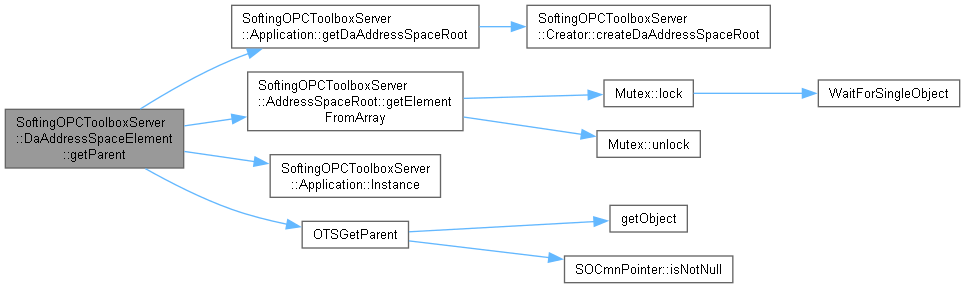 SoftingOPCToolboxServer
::DaAddressSpaceElement
::getParent
SoftingOPCToolboxServer
::Application::getDaAddressSpaceRoot
SoftingOPCToolboxServer
::Creator::createDaAddressSpaceRoot
SoftingOPCToolboxServer
::AddressSpaceRoot::getElement
FromArray
Mutex::lock
WaitForSingleObject
Mutex::unlock
SoftingOPCToolboxServer
::Application::Instance
OTSGetParent
getObject
SOCmnPointer::isNotNull